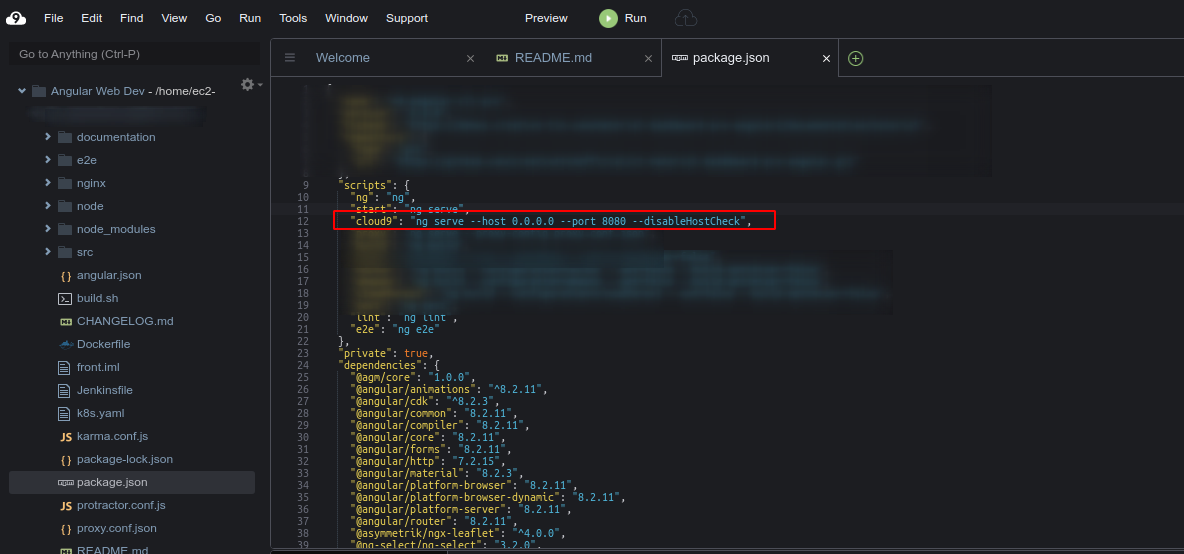 File Edit Find View Go Run Tools Window Support Preview Run
Go to Anything (Ctrl-P)
Welcome
README.md
package.json
Angular Web Dev - /home/ec2-
documentation
e2e
nginx
node
node_modules
src
angular.json
build.sh
CHANGELOG.md
Dockerfile
front.iml
Jenkinsfile
k8s.yaml
karma.conf.js
package-lock.json
package.json
protractor.conf.js
proxy.conf.json
README.md
9 "scripts": {
10 "ng": "ng",
11 "start": "ng serve",
12 "cloud9": "ng serve --host 0.0.0.0 --port 8080 --disableHostCheck",
13
14
15
16
17
18
19
20 "lint": "ng lint",
21 "e2e": "ng e2e"
22 },
23 "private": true,
24 "dependencies": {
25 "@agm/core": "1.0.0",
26 "@angular/animations": "^8.2.11",
27 "@angular/cdk": "^8.2.3",
28 "@angular/common": "8.2.11",
29 "@angular/compiler": "8.2.11",
30 "@angular/core": "8.2.11",
31 "@angular/forms": "8.2.11",
32 "@angular/http": "7.2.15",
33 "@angular/material": "8.2.3",
34 "@angular/platform-browser": "8.2.11",
35 "@angular/platform-browser-dynamic": "8.2.11",
36 "@angular/platform-server": "8.2.11",
37 "@angular/router": "8.2.11",
38 "@asymmetrik/ngx-leaflet": "^4.0.0",
39 "@ng-select/ng-select": "3.2.0",